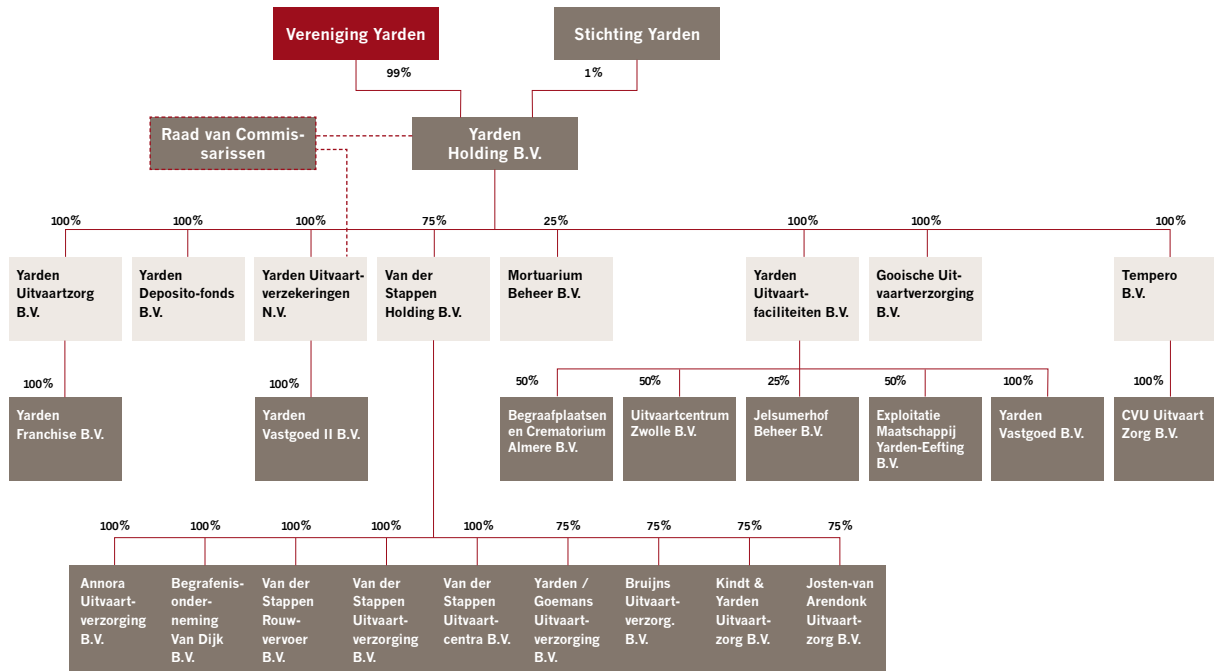 Vereniging Yarden
Stichting Yarden
99%
1%
Raad van Commis-
sarissen
Yarden
Holding B.V.
100%
100%
100%
75%
25%
100%
100%
100%
Yarden
Uitvaartzorg
B.V.
Yarden
Deposito-fonds
B.V.
Yarden Uitvaart-
verzekeringen
N.V.
Van der
Stappen
Holding B.V.
Mortuarium
Beheer B.V.
Yarden
Uitvaart-
faciliteiten B.V.
Gooische Uit-
vaartverzorging
B.V.
Tempero
B.V.
100%
100%
50%
50%
25%
50%
100%
100%
Yarden
Franchise B.V.
Yarden
Vastgoed II B.V.
Begraafplaatsen
en Crematorium
Almere B.V.
Uitvaartcentrum
Zwolle B.V.
Jelsumerhof
Beheer B.V.
Exploitatie
Maatschappij
Yarden-Eefting
B.V.
Yarden
Vastgoed B.V.
CVU Uitvaart
Zorg B.V.
100%
100%
100%
100%
100%
75%
75%
75%
75%
Annora
Uitvaart-
verzorging
B.V.
Begrafenis-
onder-
neming
Van Dijk
B.V.
Van der
Stappen
Rouw-
vervoer
B.V.
Van der
Stappen
Uitvaart-
verzorging
B.V.
Van der
Stappen
Uitvaart-
centra B.V.
Yarden /
Goemans
Uitvaart-
verzorging
B.V.
Bruijns
Uitvaart-
verzorg.
B.V.
Kindt &
Yarden
Uitvaart-
zorg B.V.
Josten-van
Arendonk
Uitvaart-
zorg B.V.